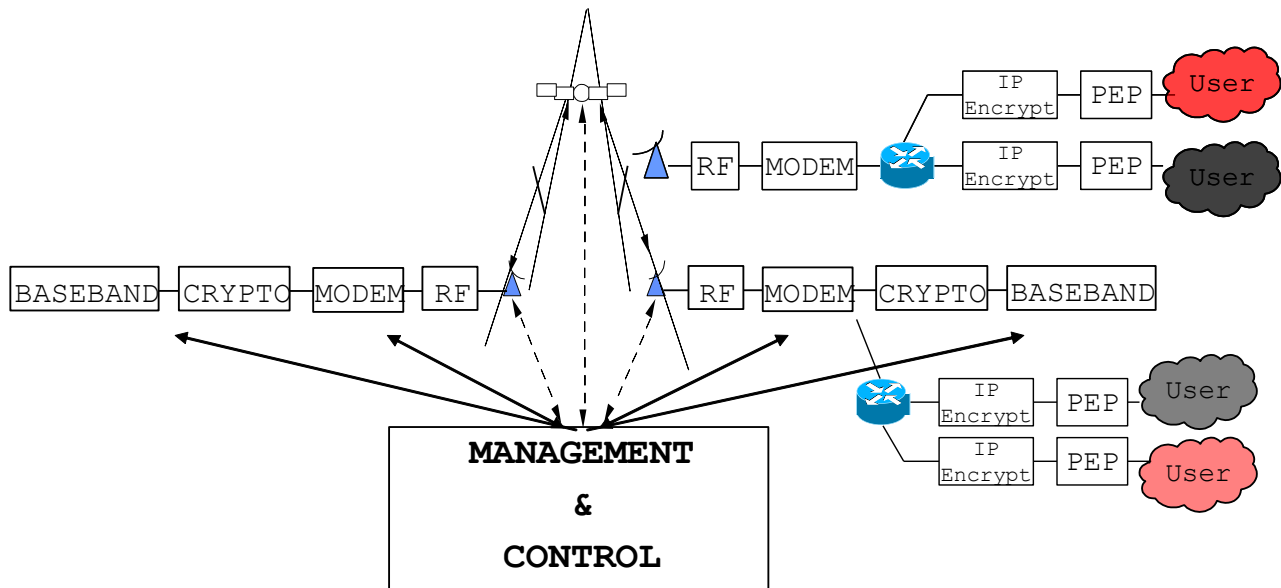 IP
Encrypt
PEP
User
RF
MODEM
IP
Encrypt
PEP
User
BASEBAND
CRYPTO
MODEM
RF
RF
MODEM
CRYPTO
BASEBAND
IP
Encrypt
PEP
User
IP
Encrypt
PEP
User
MANAGEMENT
&
CONTROL